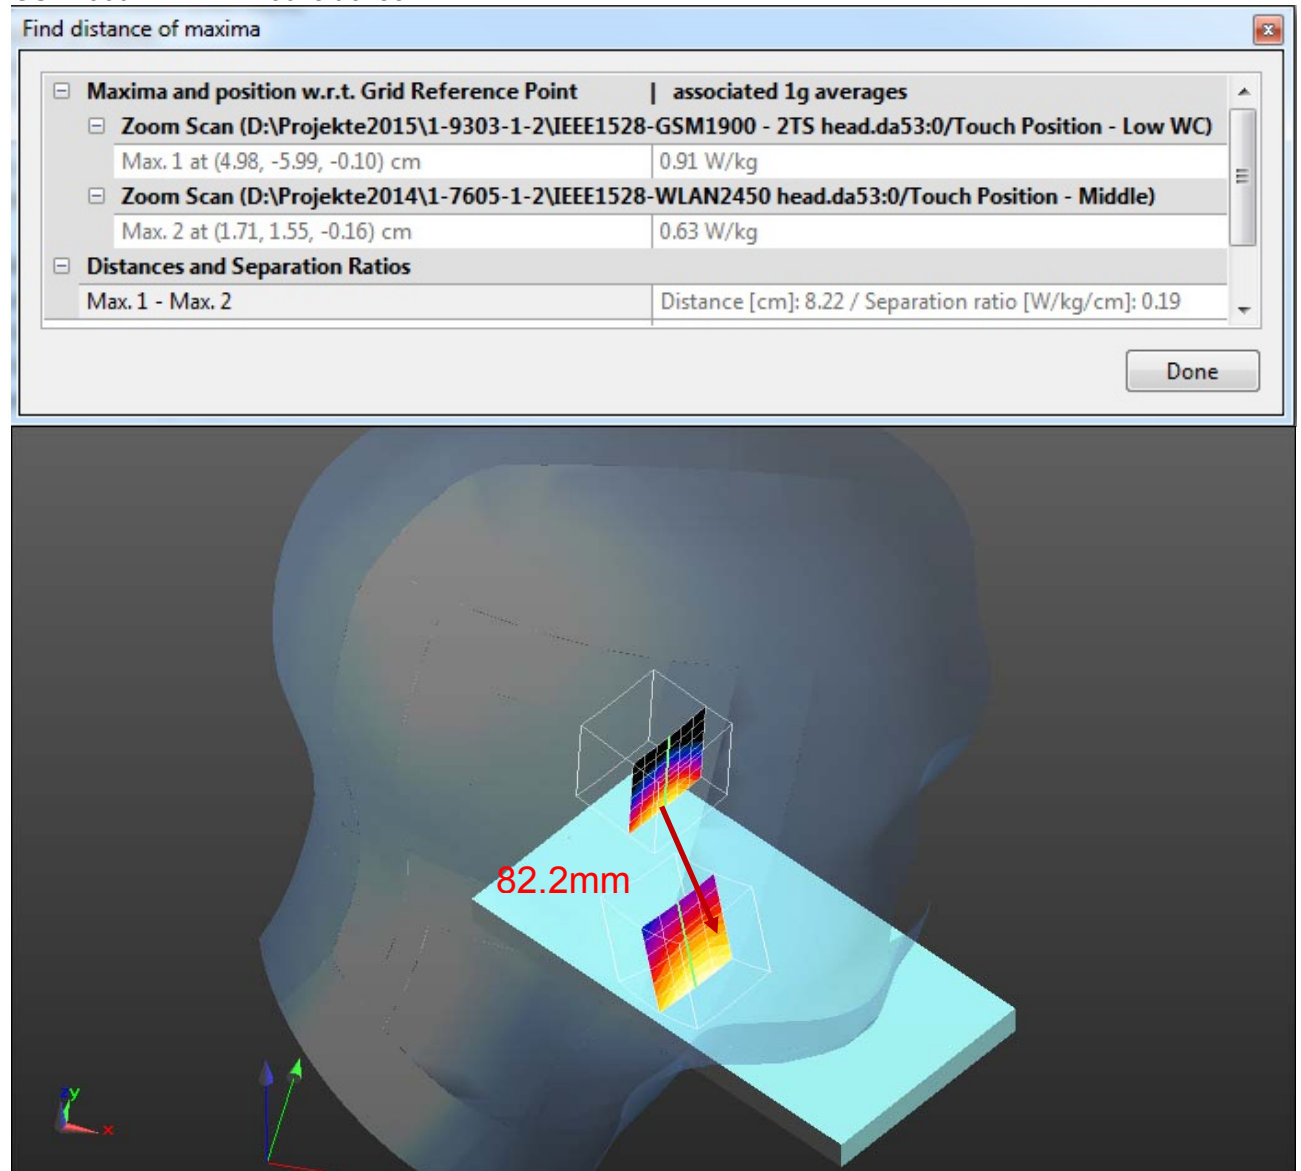 Find distance of maxima
Maxima and position w.r.t. Grid Reference Point | associated 1g averages
Zoom Scan (D:\Projekte2015\1-9303-1-2\IEEE1528-GSM1900 - 2TS head.da53:0/Touch Position - Low WC)
Max. 1 at (4.98, -5.99, -0.10) cm 0.91 W/kg
Zoom Scan (D:\Projekte2014\1-7605-1-2\IEEE1528-WLAN2450 head.da53:0/Touch Position - Middle)
Max. 2 at (1.71, 1.55, -0.16) cm 0.63 W/kg
Distances and Separation Ratios
Max. 1 - Max. 2 Distance [cm]: 8.22 / Separation ratio [W/kg/cm]: 0.19
Done
82.2mm
zy
x